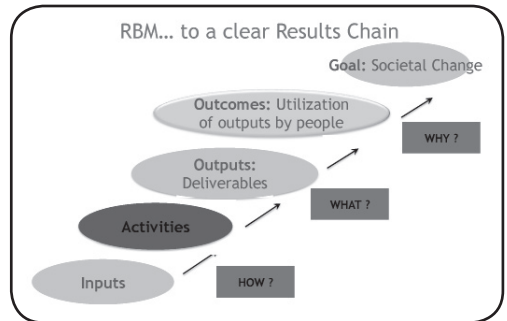 RBM... to a clear Results Chain
Goal: Societal Change
Outcomes: Utilization
of outputs by people
WHY ?
Outputs:
Deliverables
WHAT ?
Activities
Inputs
HOW ?